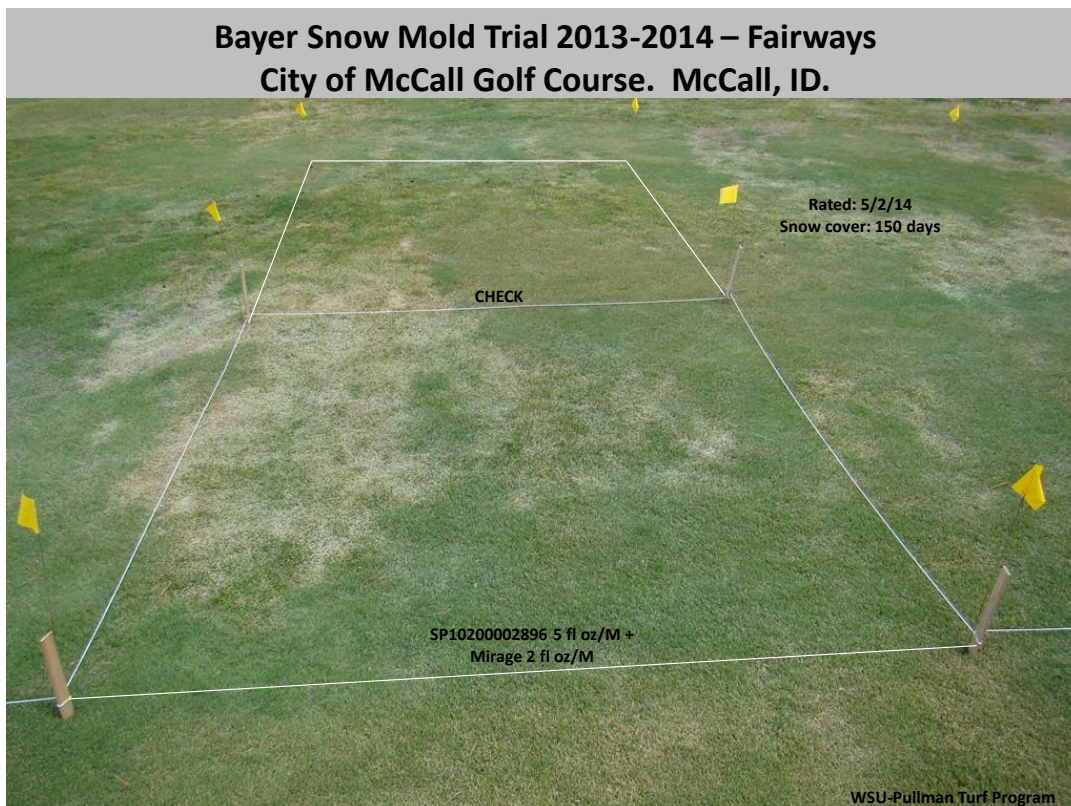 Bayer Snow Mold Trial 2013-2014 – Fairways
City of McCall Golf Course.  McCall, ID.
Rated: 5/2/14
Snow cover: 150 days
CHECK
SP10200002896 5 fl oz/M +
Mirage 2 fl oz/M
WSU-Pullman Turf Program